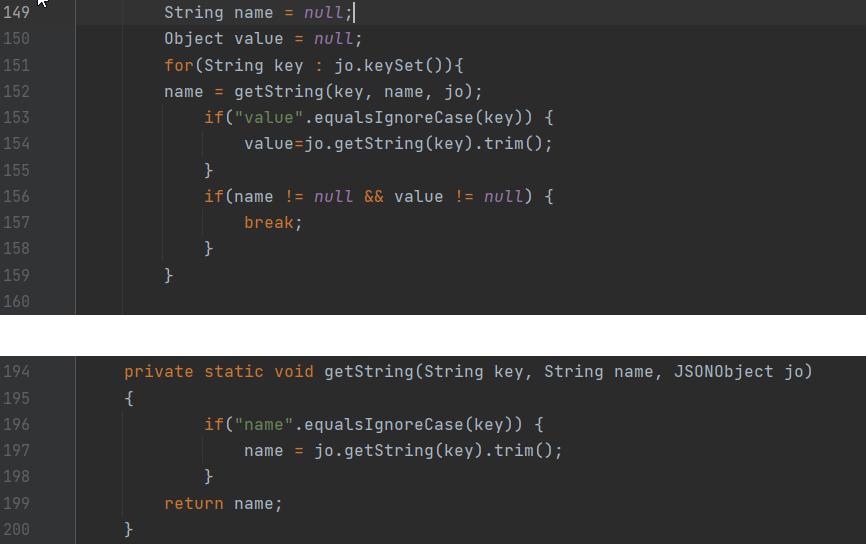 149 String name = null;
150 Object value = null;
151 for(String key : jo.keySet()){
152 name = getString(key, name, jo);
153 if("value".equalsIgnoreCase(key)) {
154 value=jo.getString(key).trim();
155 }
156 if(name != null && value != null) {
157 break;
158 }
159 }
160
194 private static void getString(String key, String name, JSONObject jo)
195 {
196 if("name".equalsIgnoreCase(key)) {
197 name = jo.getString(key).trim();
198 }
199 return name;
200 }